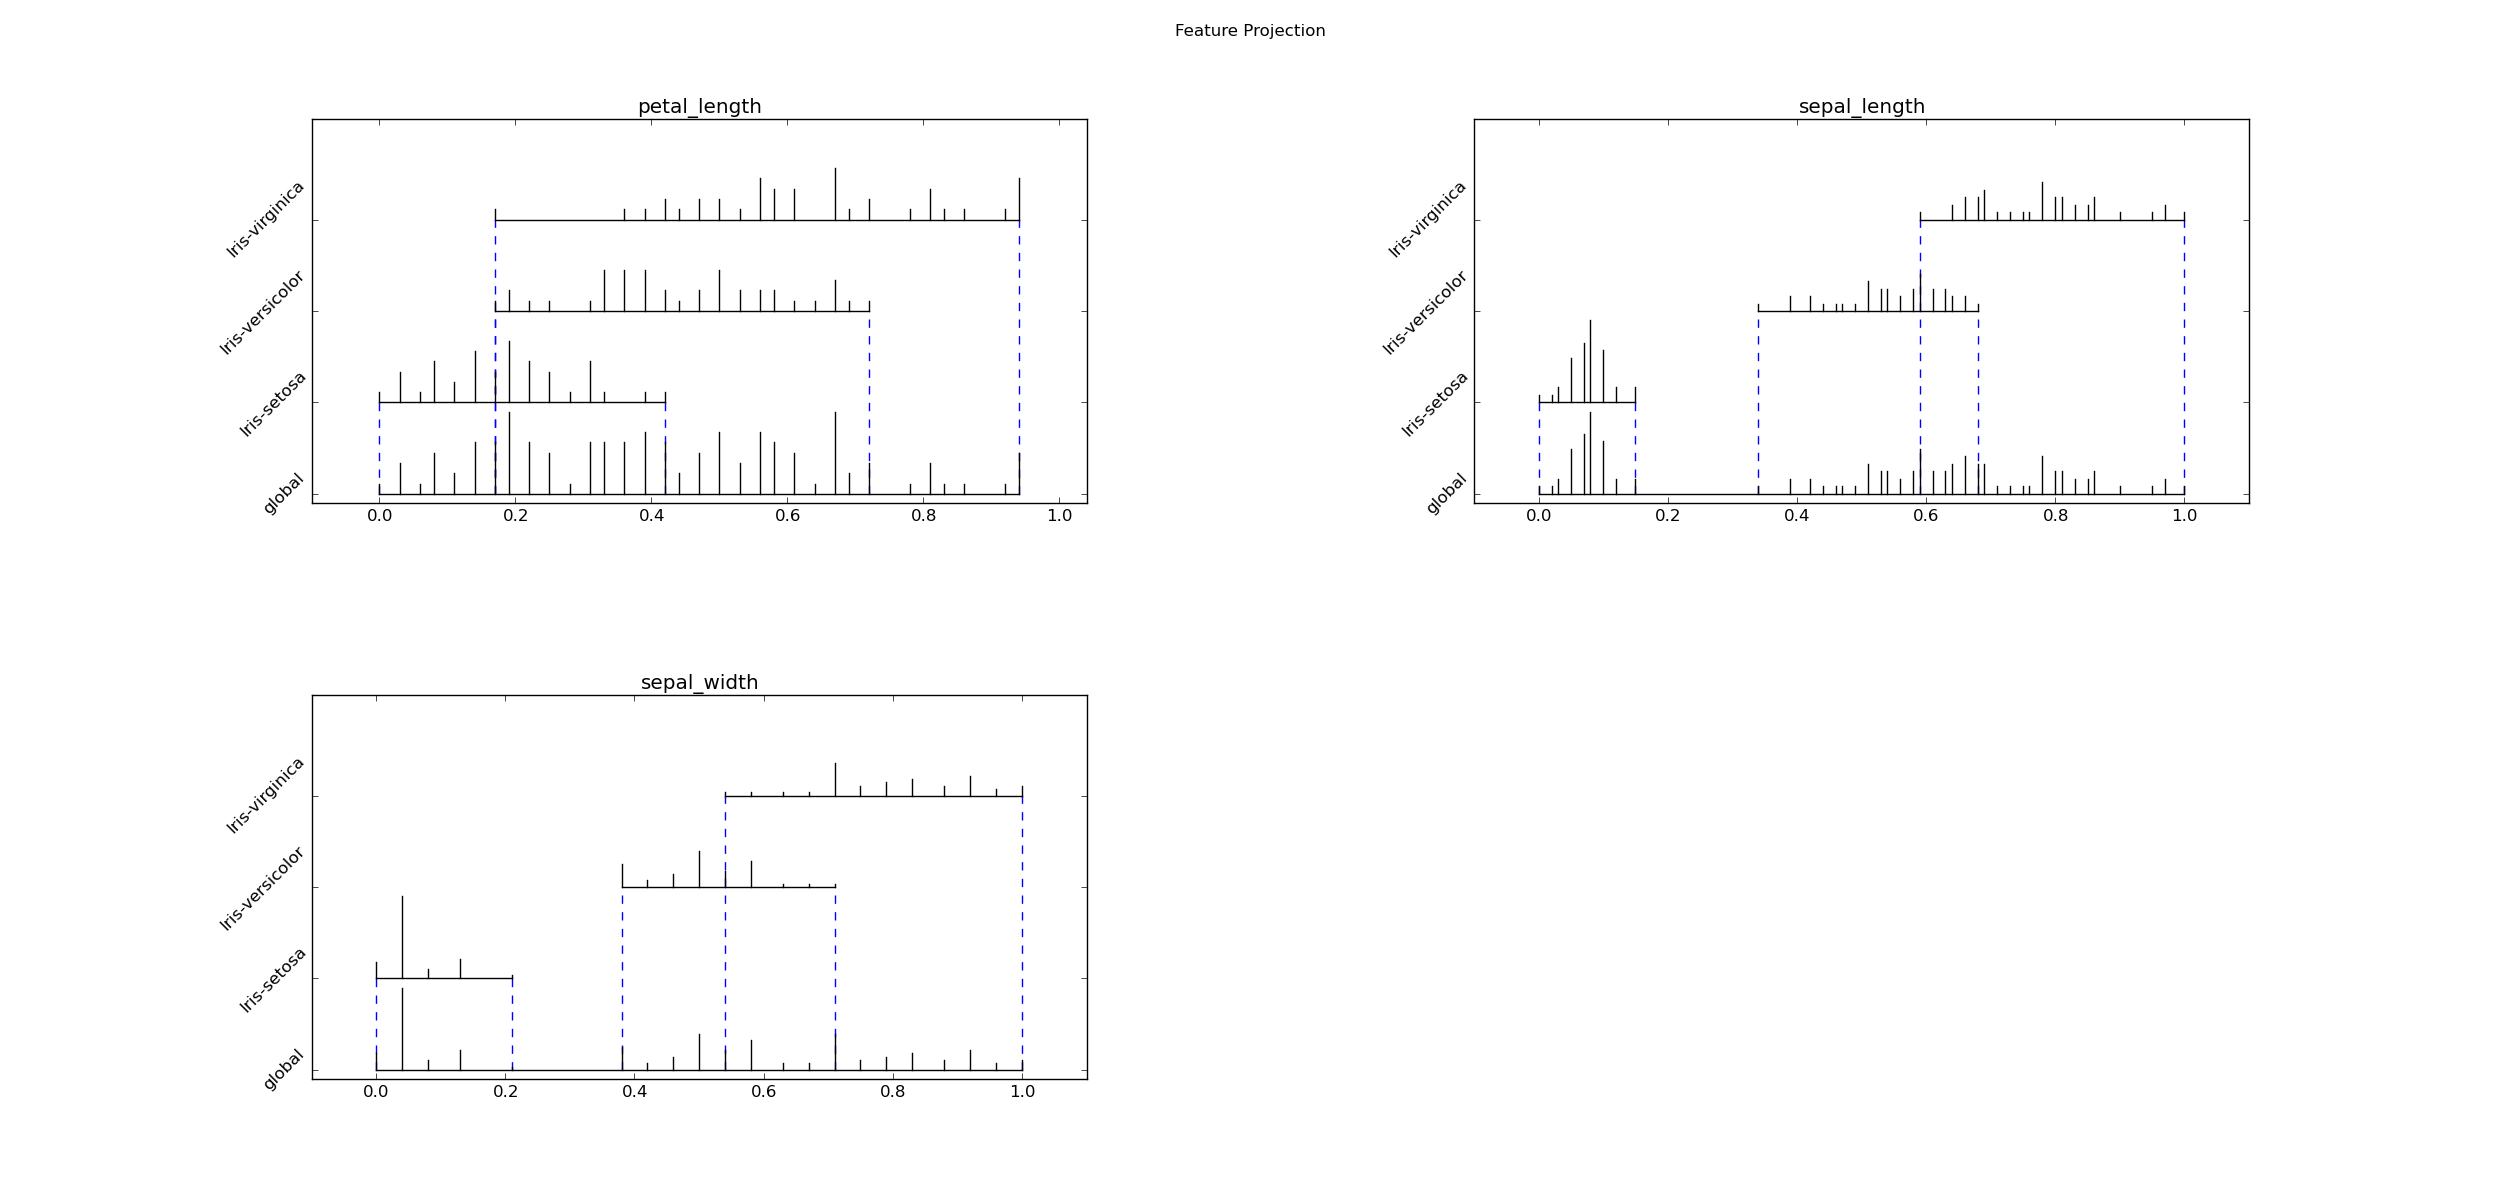 Feature Projection
petal_length
Iris-virginica
Iris-versicolor
Iris-setosa
global
0.0 0.2 0.4 0.6 0.8 1.0
sepal_length
Iris-virginica
Iris-versicolor
Iris-setosa
global
0.0 0.2 0.4 0.6 0.8 1.0
sepal_width
Iris-virginica
Iris-versicolor
Iris-setosa
global
0.0 0.2 0.4 0.6 0.8 1.0